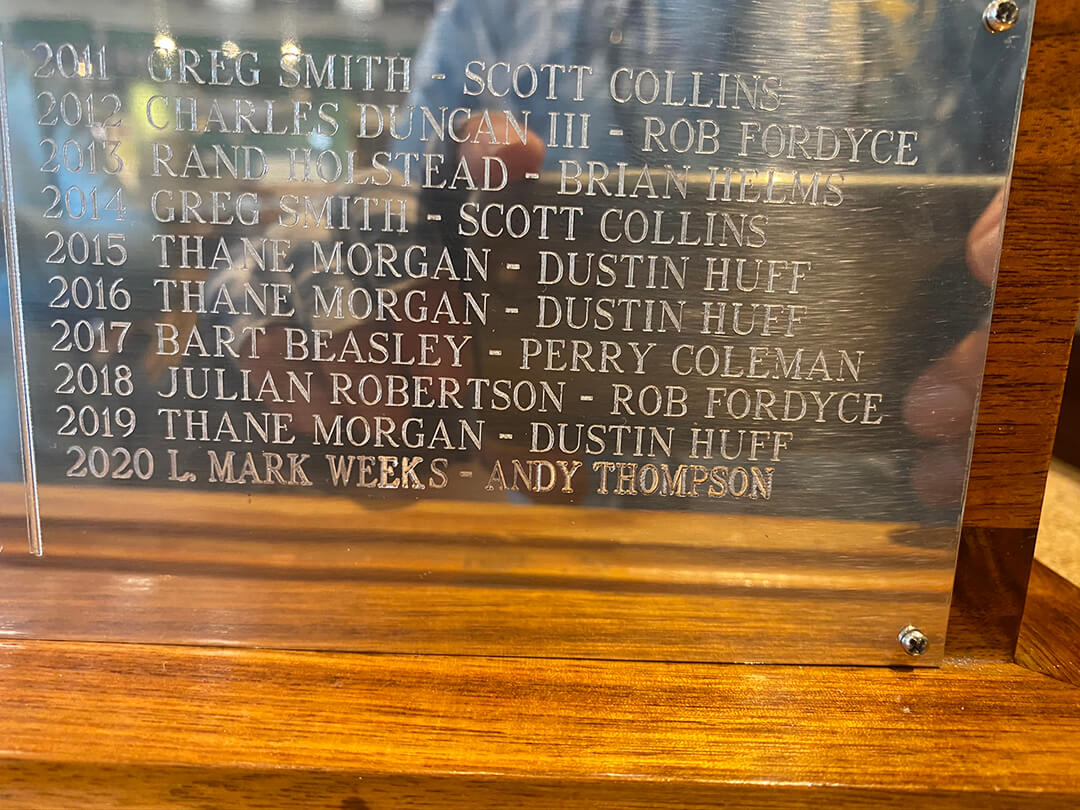 2011 GREG SMITH - SCOTT COLLINS
2012 CHARLES DUNCAN III - ROB FORDYCE
2013 RAND HOLSTEAD - BRIAN HELMS
2014 GREG SMITH - SCOTT COLLINS
2015 THANE MORGAN - DUSTIN HUFF
2016 THANE MORGAN - DUSTIN HUFF
2017 BART BEASLEY - PERRY COLEMAN
2018 JULIAN ROBERTSON - ROB FORDYCE
2019 THANE MORGAN - DUSTIN HUFF
2020 L. MARK WEEKS - ANDY THOMPSON